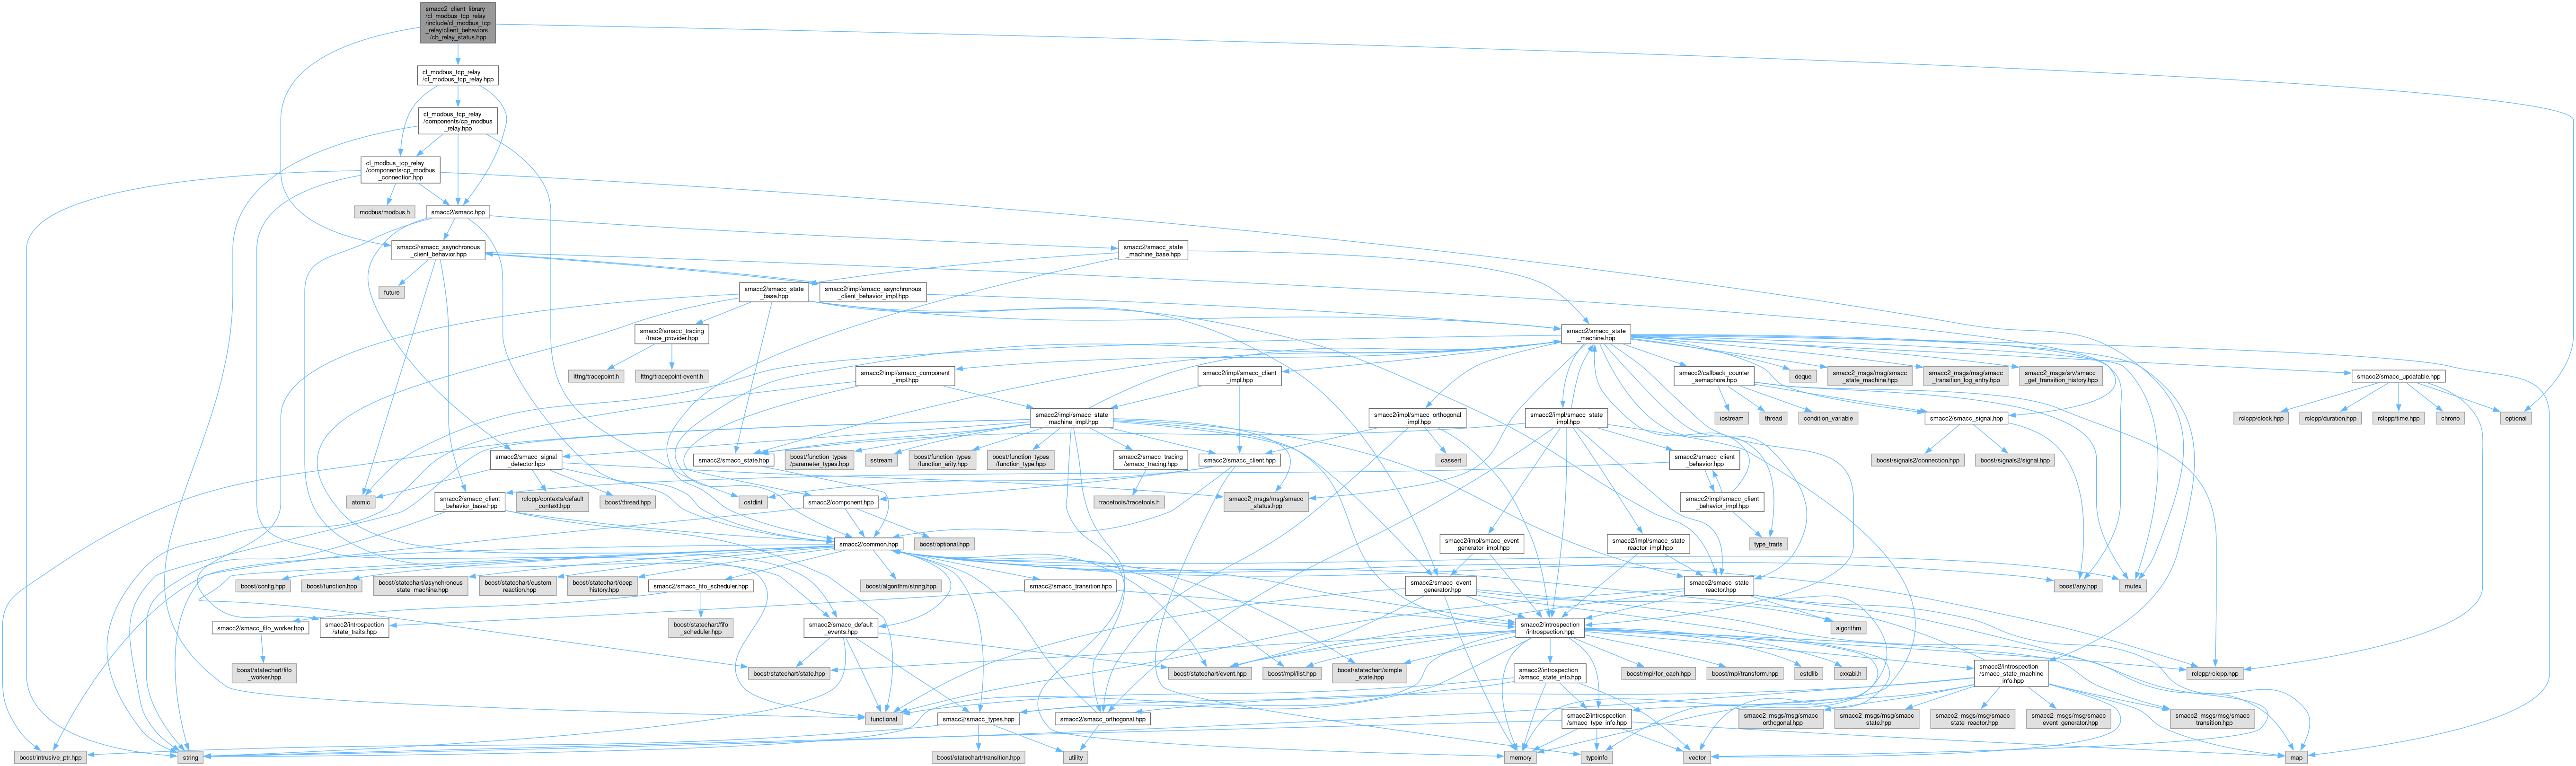 smacc2_client_library
/cl_modbus_tcp_relay
/include/cl_modbus_tcp
_relay/client_behaviors
/cb_relay_status.hpp
cl_modbus_tcp_relay
/cl_modbus_tcp_relay.hpp
cl_modbus_tcp_relay
/components/cp_modbus
_relay.hpp
cl_modbus_tcp_relay
/components/cp_modbus
_connection.hpp
modbus/modbus.h
smacc2/smacc.hpp
smacc2/smacc_asynchronous
_client_behavior.hpp
smacc2/smacc_state
_machine_base.hpp
future
smacc2/smacc_state
_base.hpp
smacc2/impl/smacc_asynchronous
_client_behavior_impl.hpp
smacc2/smacc_tracing
/trace_provider.hpp
smacc2/smacc_state
_machine.hpp
lttng/tracepoint.h
lttng/tracepoint-event.h
smacc2/impl/smacc_component
_impl.hpp
smacc2/impl/smacc_client
_impl.hpp
smacc2/callback_counter
_semaphore.hpp
deque
smacc2_msgs/msg/smacc
_state_machine.hpp
smacc2_msgs/msg/smacc
_transition_log_entry.hpp
smacc2_msgs/srv/smacc
_get_transition_history.hpp
smacc2/smacc_updatable.hpp
smacc2/impl/smacc_state
_machine_impl.hpp
smacc2/impl/smacc_orthogonal
_impl.hpp
smacc2/impl/smacc_state
_impl.hpp
iostream
thread
condition_variable
smacc2/smacc_signal.hpp
rclcpp/clock.hpp
rclcpp/duration.hpp
rclcpp/time.hpp
chrono
optional
smacc2/smacc_signal
_detector.hpp
smacc2/smacc_state.hpp
boost/function_types
/parameter_types.hpp
sstream
boost/function_types
/function_arity.hpp
boost/function_types
/function_type.hpp
smacc2/smacc_tracing
/smacc_tracing.hpp
smacc2/smacc_client.hpp
cassert
smacc2/smacc_client
_behavior.hpp
boost/signals2/connection.hpp
boost/signals2/signal.hpp
atomic
smacc2/smacc_client
_behavior_base.hpp
rclcpp/contexts/default
_context.hpp
boost/thread.hpp
cstdint
smacc2/component.hpp
tracetools/tracetools.h
smacc2_msgs/msg/smacc
_status.hpp
smacc2/impl/smacc_client
_behavior_impl.hpp
smacc2/common.hpp
boost/optional.hpp
smacc2/impl/smacc_event
_generator_impl.hpp
smacc2/impl/smacc_state
_reactor_impl.hpp
type_traits
boost/config.hpp
boost/function.hpp
boost/statechart/asynchronous
_state_machine.hpp
boost/statechart/custom
_reaction.hpp
boost/statechart/deep
_history.hpp
smacc2/smacc_fifo_scheduler.hpp
boost/algorithm/string.hpp
smacc2/smacc_transition.hpp
smacc2/smacc_event
_generator.hpp
smacc2/smacc_state
_reactor.hpp
boost/any.hpp
mutex
smacc2/smacc_fifo_worker.hpp
smacc2/introspection
/state_traits.hpp
boost/statechart/fifo
_scheduler.hpp
smacc2/smacc_default
_events.hpp
smacc2/introspection
/introspection.hpp
algorithm
boost/statechart/fifo
_worker.hpp
boost/statechart/state.hpp
boost/statechart/event.hpp
boost/mpl/list.hpp
boost/statechart/simple
_state.hpp
smacc2/introspection
/smacc_state_info.hpp
boost/mpl/for_each.hpp
boost/mpl/transform.hpp
cstdlib
cxxabi.h
smacc2/introspection
/smacc_state_machine
_info.hpp
rclcpp/rclcpp.hpp
functional
smacc2/smacc_types.hpp
smacc2/smacc_orthogonal.hpp
smacc2/introspection
/smacc_type_info.hpp
smacc2_msgs/msg/smacc
_orthogonal.hpp
smacc2_msgs/msg/smacc
_state.hpp
smacc2_msgs/msg/smacc
_state_reactor.hpp
smacc2_msgs/msg/smacc
_event_generator.hpp
smacc2_msgs/msg/smacc
_transition.hpp
boost/intrusive_ptr.hpp
string
boost/statechart/transition.hpp
utility
memory
typeinfo
vector
map